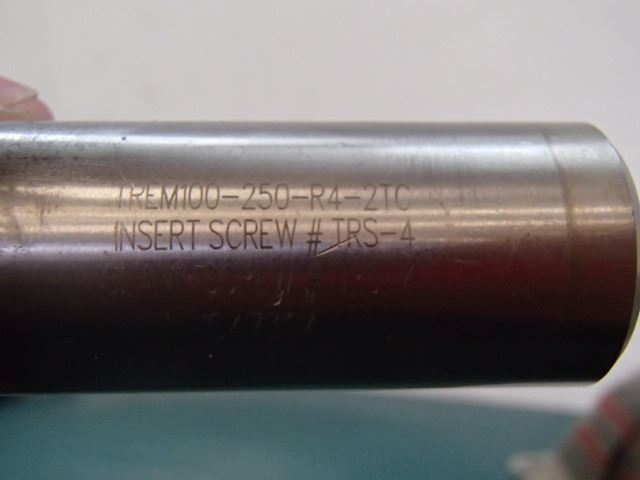 TREM100-250-R4-2TC
INSERT SCREW # TRS-4